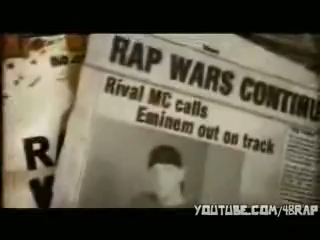 RAP WARS CONTINU
Rival MC calls
Eminem out on track
R
YOUTUBE.COM/48RAP